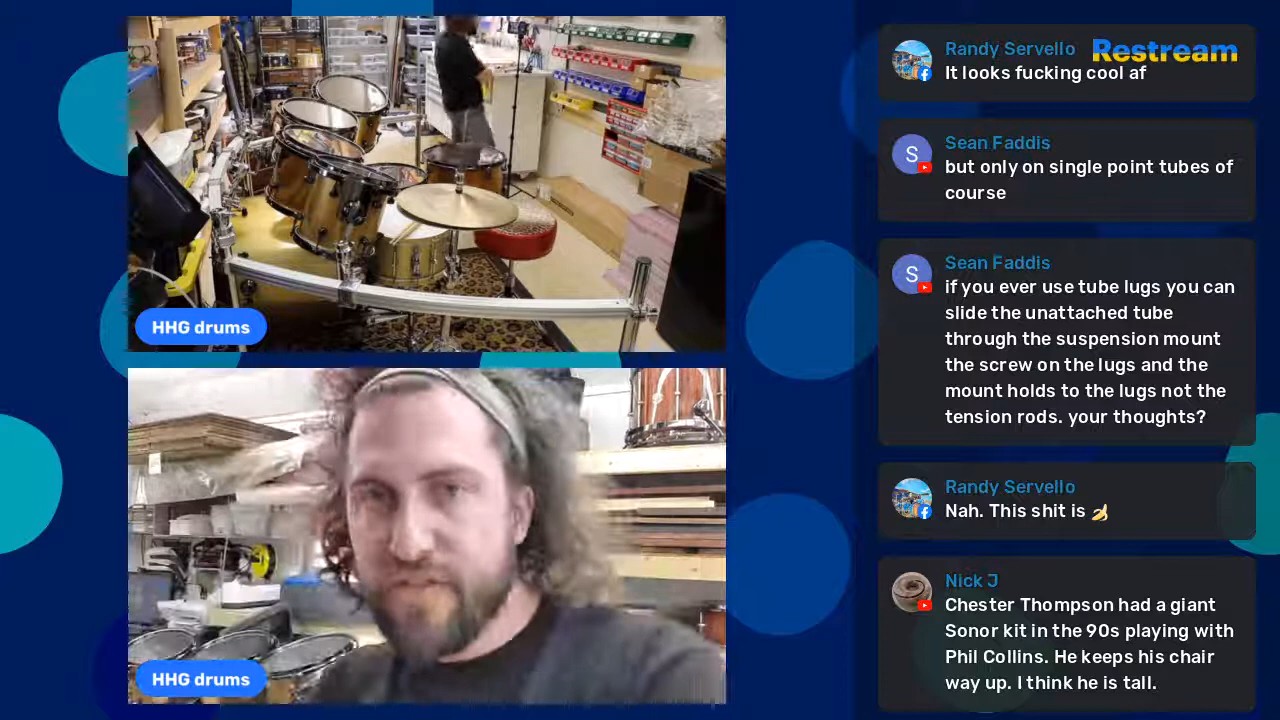 Restream
Randy Servello
It looks fucking cool af
Sean Faddis
but only on single point tubes of
course
Sean Faddis
if you ever use tube lugs you can
slide the unattached tube
through the suspension mount
the screw on the lugs and the
mount holds to the lugs not the
tension rods. your thoughts?
Randy Servello
Nah. This shit is 🍌
Nick J
Chester Thompson had a giant
Sonor kit in the 90s playing with
Phil Collins. He keeps his chair
way up. I think he is tall.
S
S
HHG drums
HHG drums